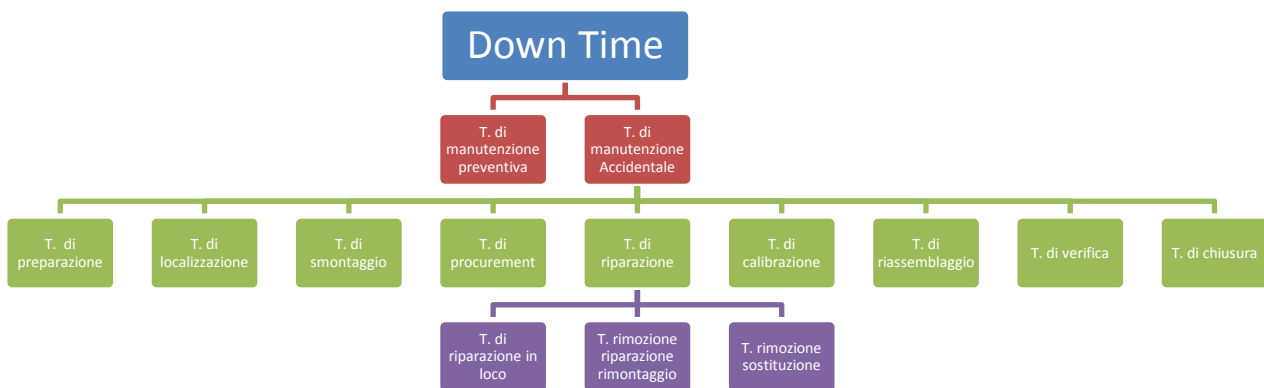 Down Time
T. di
manutenzione
preventiva
T. di
manutenzione
Accidentale
T. di
preparazione
T. di
localizzazione
T. di
smontaggio
T. di
procurement
T. di
riparazione
T. di
calibrazione
T. di
riassemblaggio
T. di verifica
T. di chiusura
T. di
riparazione in
loco
T. rimozione
riparazione
rimontaggio
T. rimozione
sostituzione